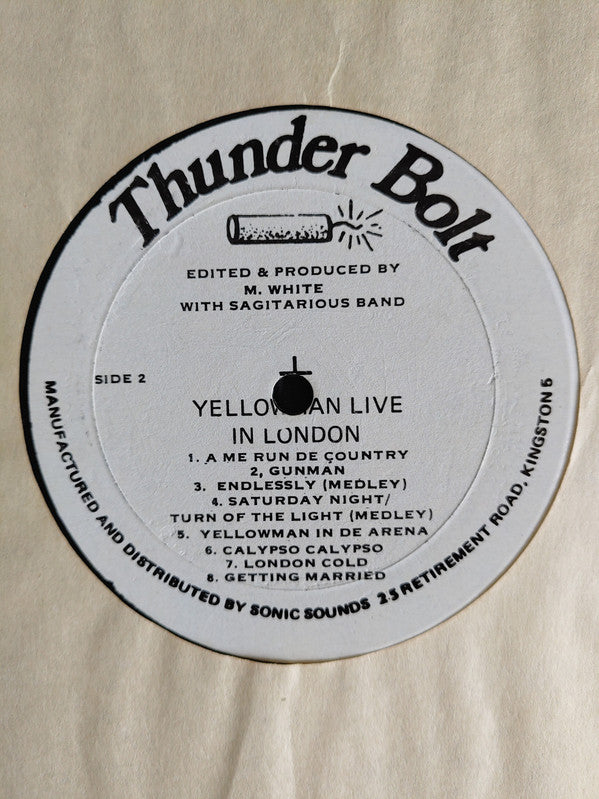 Thunder Bolt
EDITED & PRODUCED BY
M. WHITE
WITH SAGITARIOUS BAND
SIDE 2
YELLOWMAN LIVE
IN LONDON
1. A ME RUN DE COUNTRY
2, GUNMAN
3. ENDLESSLY (MEDLEY)
4. SATURDAY NIGHT/
TURN OF THE LIGHT (MEDLEY)
5. YELLOWMAN IN DE ARENA
6. CALYPSO CALYPSO
7. LONDON COLD
8. GETTING MARRIED
MANUFACTURED AND DISTRIBUTED BY SONIC SOUNDS 25 RETIREMENT ROAD, KINGSTON 5